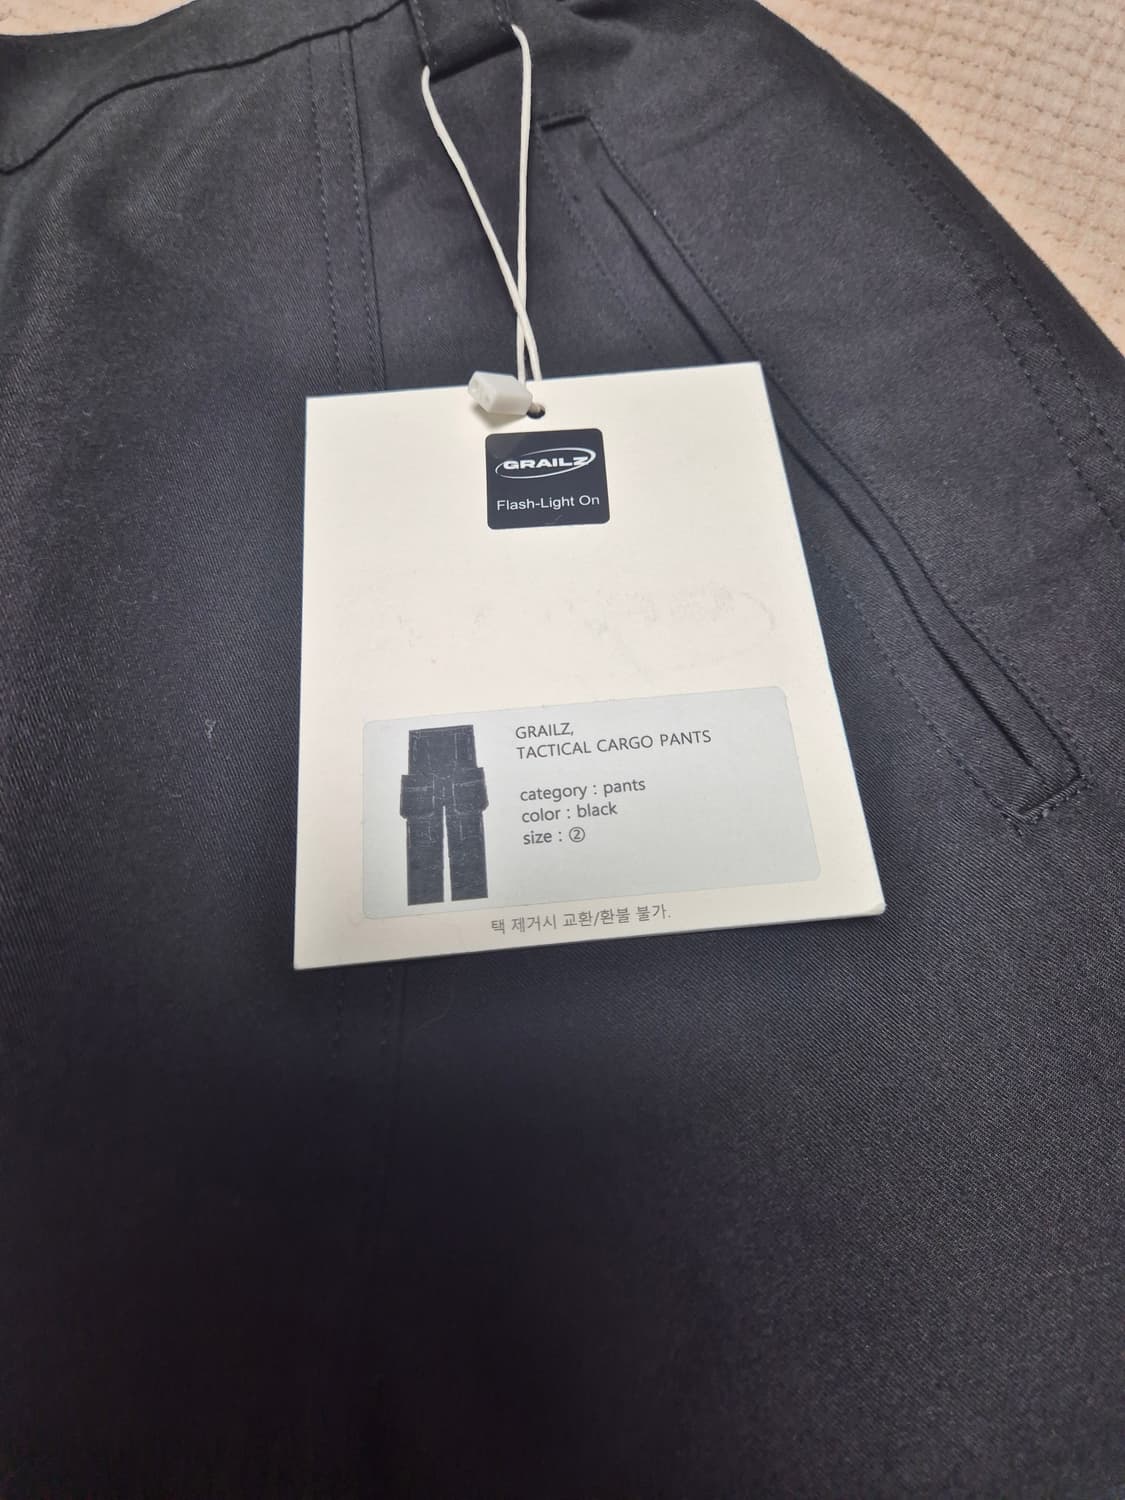 GRAILZ
Flash-Light On
GRAILZ,
TACTICAL CARGO PANTS
category : pants
color : black
size : ②
택 제거시 교환/환불 불가.